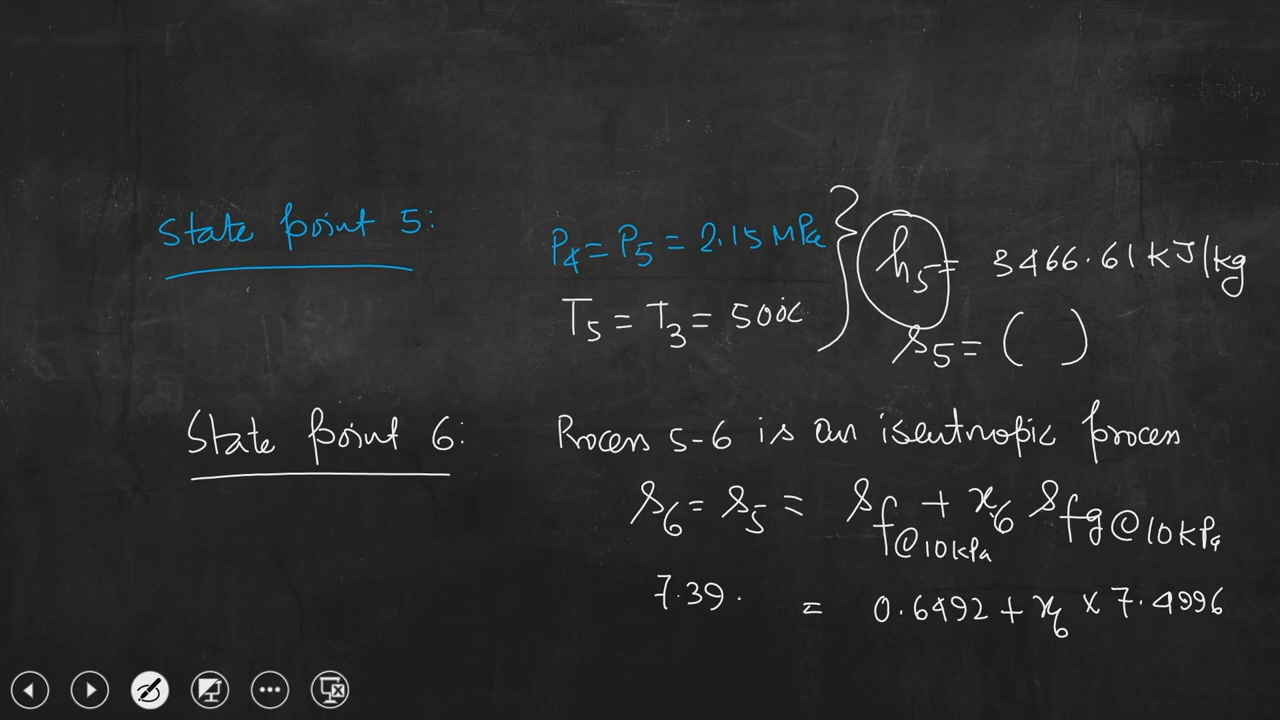 State point 5:
P4 = P5 = 2.15 MPa
h5 = 3466.61 kJ/kg
T5 = T3 = 500°C
s5 = ( )
State point 6:
Process 5-6 is an isentropic process
s6 = s5 = sf@10kPa + x6 sfg@10kPa
7.39. = 0.6492 + x6 × 7.4996